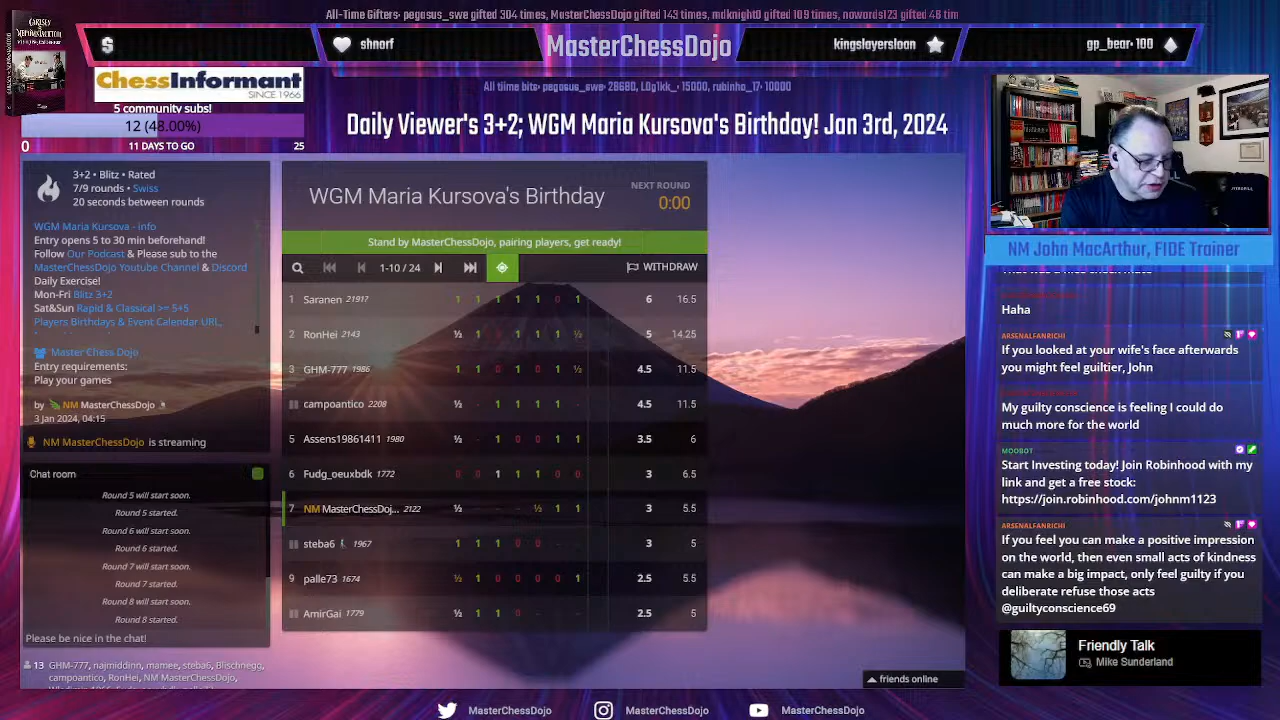 All-Time Gifters: pegasus_swe gifted 304 times, MasterChessDojo gifted 143 times, mdknight0 gifted 109 times, nowards123 gifted 48 tim
$
shnorf
MasterChessDojo
kingslayersloan
gp_bear: 100
ChessInformant
SINCE 1966
5 community subs!
12 (48.00%)
0
11 DAYS TO GO
25
All tiime bits: pegasus_swe: 28680, L0g1kk_: 15000, rubinho_17: 10000
Daily Viewer's 3+2; WGM Maria Kursova's Birthday! Jan 3rd, 2024
3+2 • Blitz • Rated
7/9 rounds • Swiss
20 seconds between rounds
WGM Maria Kursova - info
Entry opens 5 to 30 min beforehand!
Follow Our Podcast & Please sub to the
MasterChessDojo Youtube Channel & Discord
Daily Exercise!
Mon-Fri Blitz 3+2
Sat&Sun Rapid & Classical >= 5+5
Players Birthdays & Event Calendar URL,
Master Chess Dojo
Entry requirements:
Play your games
by NM MasterChessDojo
3 Jan 2024, 04:15
NM MasterChessDojo is streaming
Chat room
Round 5 will start soon.
Round 5 started.
Round 6 will start soon.
Round 6 started.
Round 7 will start soon.
Round 7 started.
Round 8 will start soon.
Round 8 started.
Please be nice in the chat!
13 GHM-777, najmiddinn, mamee, steba6, Blischnegg,
campoantico, RonHei, NM MasterChessDojo,
WGM Maria Kursova's Birthday
NEXT ROUND
0:00
Stand by MasterChessDojo, pairing players, get ready!
1-10 / 24
WITHDRAW
1 Saranen 2191? 1 1 1 1 1 0 1 6 16.5
2 RonHei 2143 ½ 1 0 1 1 1 ½ 5 14.25
3 GHM-777 1986 1 1 0 1 0 1 ½ 4.5 11.5
campoantico 2208 ½ - 1 1 1 1 - 4.5 11.5
5 Assens19861411 1980 ½ - 1 0 0 1 1 3.5 6
6 Fudg_oeuxbdk 1772 0 0 1 1 1 0 0 3 6.5
7 NM MasterChessDoj... 2122 ½ - - - ½ 1 1 3 5.5
steba6 1967 1 1 1 0 0 - - 3 5
9 palle73 1674 ½ 1 0 0 0 0 1 2.5 5.5
AmirGai 1779 ½ 1 1 0 - - - 2.5 5
friends online
NM John MacArthur, FIDE Trainer
Haha
ARSENALFANRICHI
If you looked at your wife's face afterwards
you might feel guiltier, John
My guilty conscience is feeling I could do
much more for the world
MOOBOT
Start Investing today! Join Robinhood with my
link and get a free stock:
https://join.robinhood.com/johnm1123
ARSENALFANRICHI
If you feel you can make a positive impression
on the world, then even small acts of kindness
can make a big impact, only feel guilty if you
deliberate refuse those acts
@guiltyconscience69
Friendly Talk
Mike Sunderland
MasterChessDojo
MasterChessDojo
MasterChessDojo